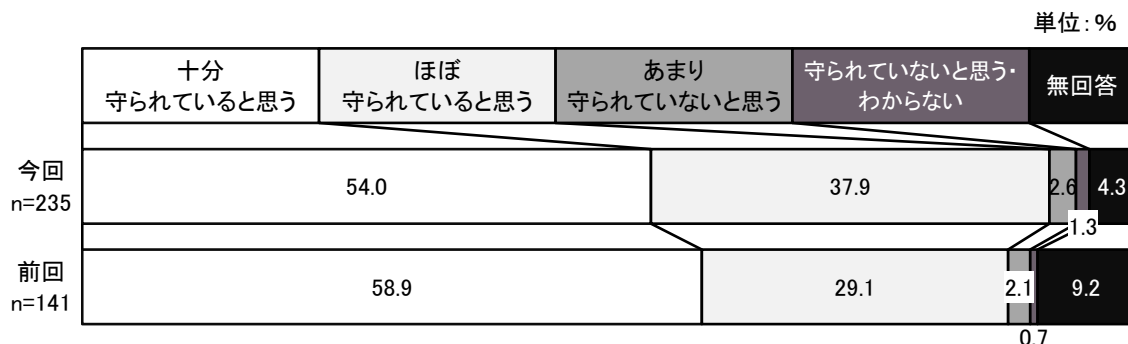 単位:%
十分
守られていると思う
ほぼ
守られていると思う
あまり
守られていないと思う
守られていないと思う・
わからない
無回答
今回
n=235
54.0
37.9
2.6
1.3
4.3
前回
n=141
58.9
29.1
2.1
0.7
9.2